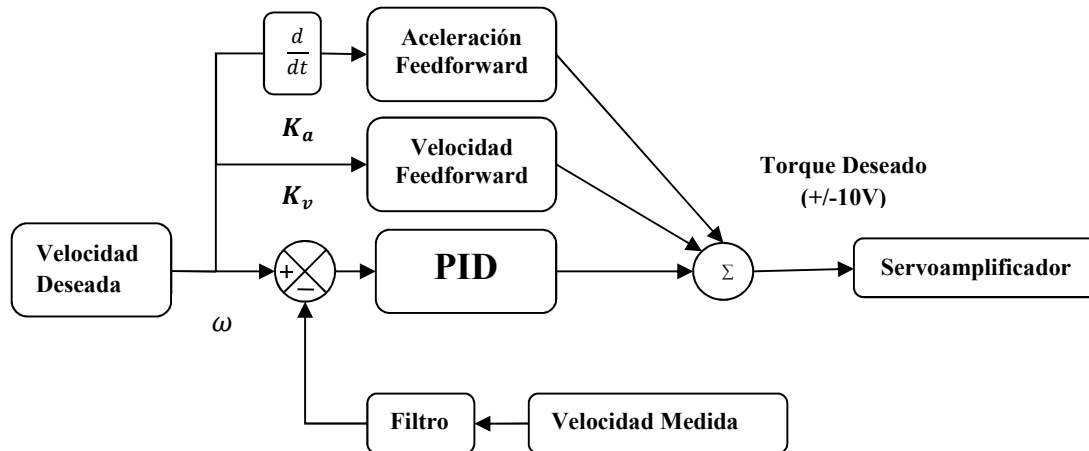 d
dt
Aceleración
Feedforward
K_a
Velocidad
Feedforward
K_v
Torque Deseado
(+/-10V)
Velocidad
Deseada
+
−
PID
Σ
Servoamplificador
ω
Filtro
Velocidad Medida